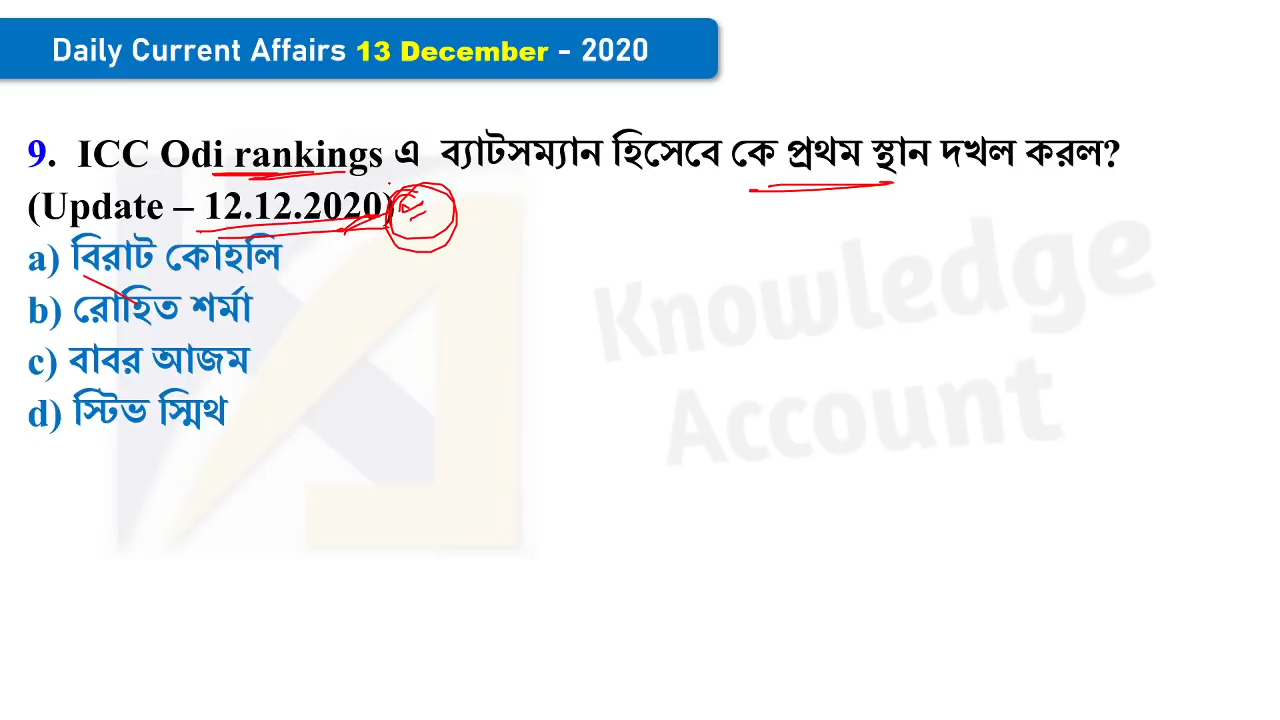 Daily Current Affairs 13 December - 2020
9. ICC Odi rankings এ ব্যাটসম্যান হিসেবে কে প্রথম স্থান দখল করল?
(Update – 12.12.2020)
a) বিরাট কোহলি
b) রোহিত শর্মা
c) বাবর আজম
d) স্টিভ স্মিথ
Knowledge
Account